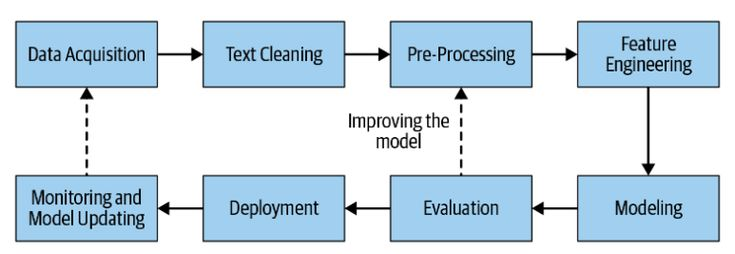 Data Acquisition
Text Cleaning
Pre-Processing
Feature
Engineering
Improving the
model
Monitoring and
Model Updating
Deployment
Evaluation
Modeling